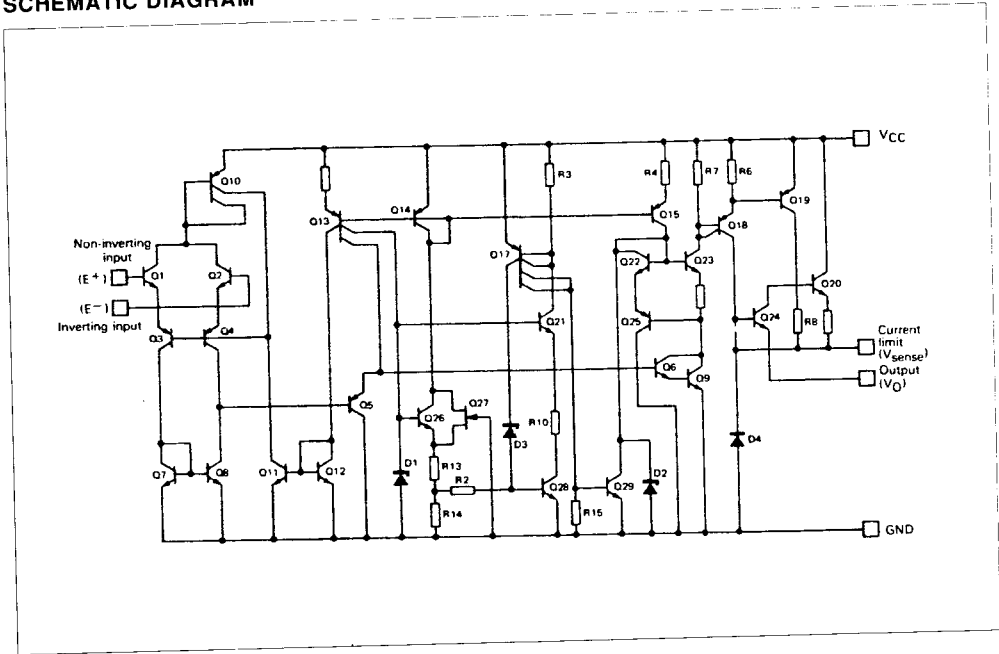 SCHEMATIC DIAGRAM
VCC
R3
R4
R7
R6
Q10
Q13
Q14
Q15
Q19
Q18
Non-inverting
input
(E+)
Q1
Q2
Q17
Q22
Q23
Q20
(E−)
Inverting input
Q3
Q4
Q21
Q25
Q24
R8
Current
limit
(Vsense)
Q6
Q9
Output
(VO)
Q5
Q26
Q27
D3
R10
D4
Q7
Q8
Q11
Q12
D1
R13
R2
Q28
Q29
D2
R14
R15
GND